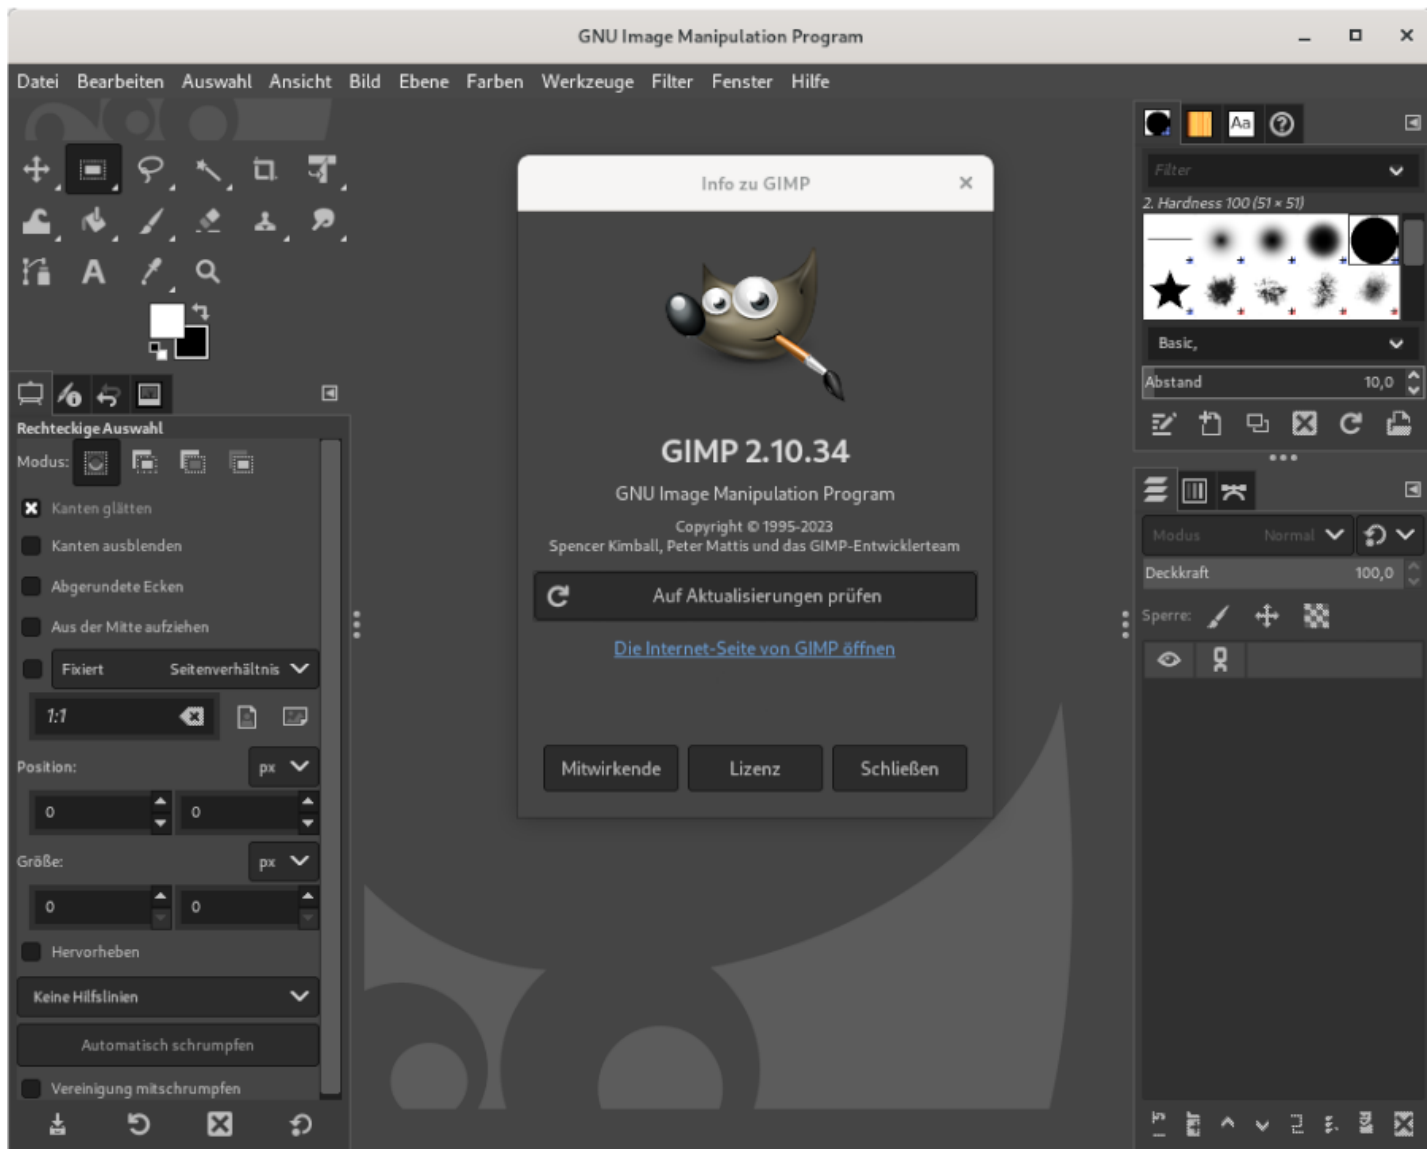 GNU Image Manipulation Program
Datei Bearbeiten Auswahl Ansicht Bild Ebene Farben Werkzeuge Filter Fenster Hilfe
Rechteckige Auswahl
Modus:
Kanten glätten
Kanten ausblenden
Abgerundete Ecken
Aus der Mitte aufziehen
Fixiert Seitenverhältnis
1:1
Position: px
0 0
Größe: px
0 0
Hervorheben
Keine Hilfslinien
Automatisch schrumpfen
Vereinigung mitschrumpfen
Info zu GIMP
GIMP 2.10.34
GNU Image Manipulation Program
Copyright © 1995-2023
Spencer Kimball, Peter Mattis und das GIMP-Entwicklerteam
Auf Aktualisierungen prüfen
Die Internet-Seite von GIMP öffnen
Mitwirkende Lizenz Schließen
Aa
Filter
2. Hardness 100 (51 × 51)
Basic,
Abstand 10,0
Modus Normal
Deckkraft 100,0
Sperre: